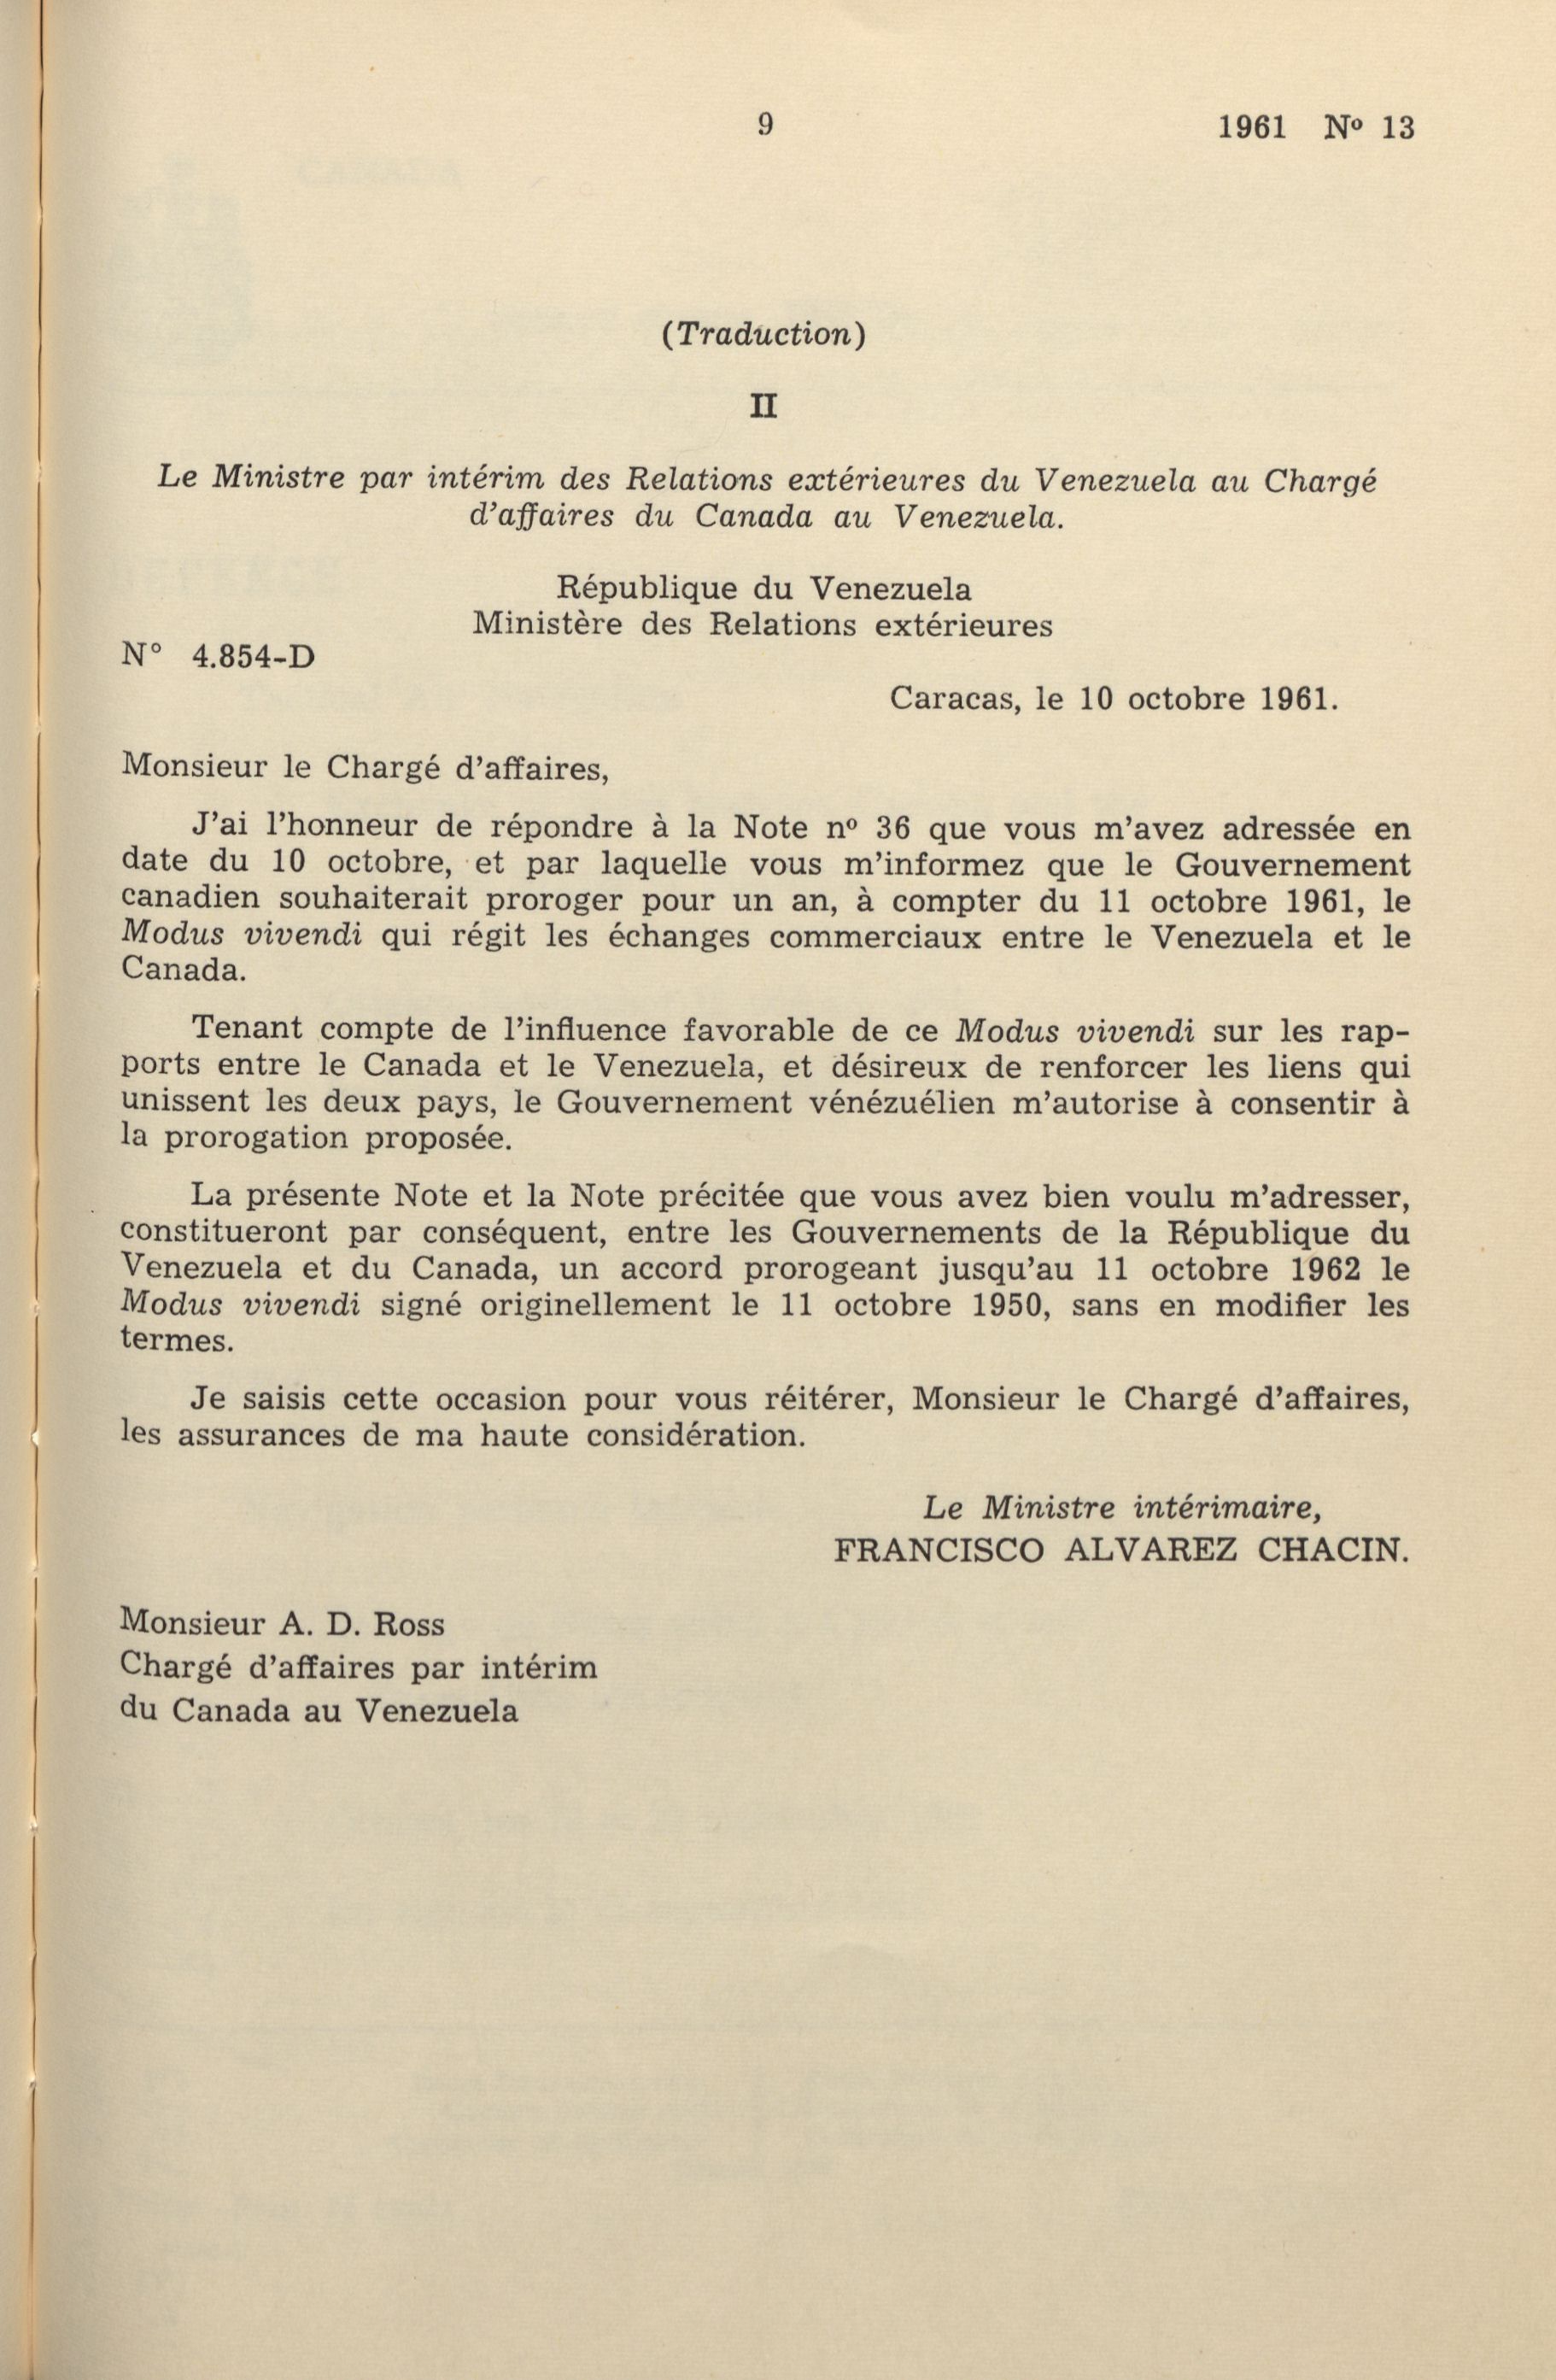 9
1961 Nº 13
(Traduction)
II
Le Ministre par intérim des Relations extérieures du Venezuela au Chargé
d'affaires du Canada au Venezuela.
République du Venezuela
Ministère des Relations extérieures
N° 4.854-D
Caracas, le 10 octobre 1961.
Monsieur le Chargé d'affaires,
J'ai l'honneur de répondre à la Note nº 36 que vous m'avez adressée en
date du 10 octobre, et par laquelle vous m'informez que le Gouvernement
canadien souhaiterait proroger pour un an, à compter du 11 octobre 1961, le
Modus vivendi qui régit les échanges commerciaux entre le Venezuela et le
Canada.
Tenant compte de l'influence favorable de ce Modus vivendi sur les rap-
ports entre le Canada et le Venezuela, et désireux de renforcer les liens qui
unissent les deux pays, le Gouvernement vénézuélien m'autorise à consentir à
la prorogation proposée.
La présente Note et la Note précitée que vous avez bien voulu m'adresser,
constitueront par conséquent, entre les Gouvernements de la République du
Venezuela et du Canada, un accord prorogeant jusqu'au 11 octobre 1962 le
Modus vivendi signé originellement le 11 octobre 1950, sans en modifier les
termes.
Je saisis cette occasion pour vous réitérer, Monsieur le Chargé d'affaires,
les assurances de ma haute considération.
Le Ministre intérimaire,
FRANCISCO ALVAREZ CHACIN.
Monsieur A. D. Ross
Chargé d'affaires par intérim
du Canada au Venezuela